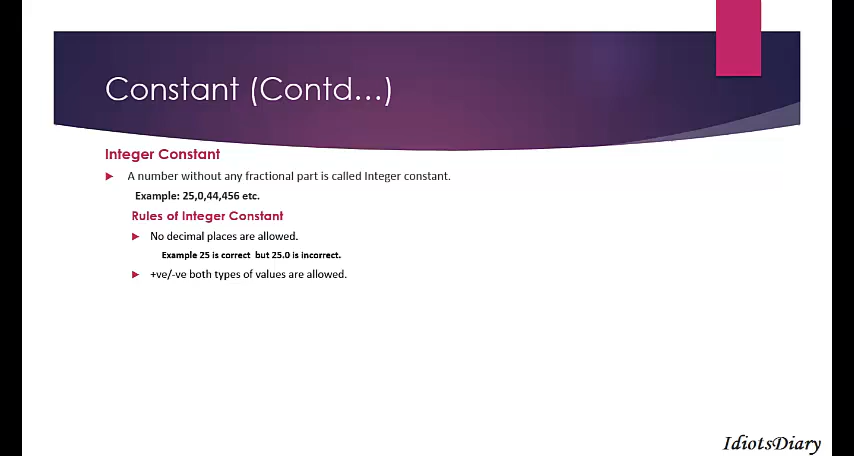 Constant (Contd...)
Integer Constant
A number without any fractional part is called Integer constant.
Example: 25,0,44,456 etc.
Rules of Integer Constant
No decimal places are allowed.
Example 25 is correct but 25.0 is incorrect.
+ve/-ve both types of values are allowed.
IdiotsDiary